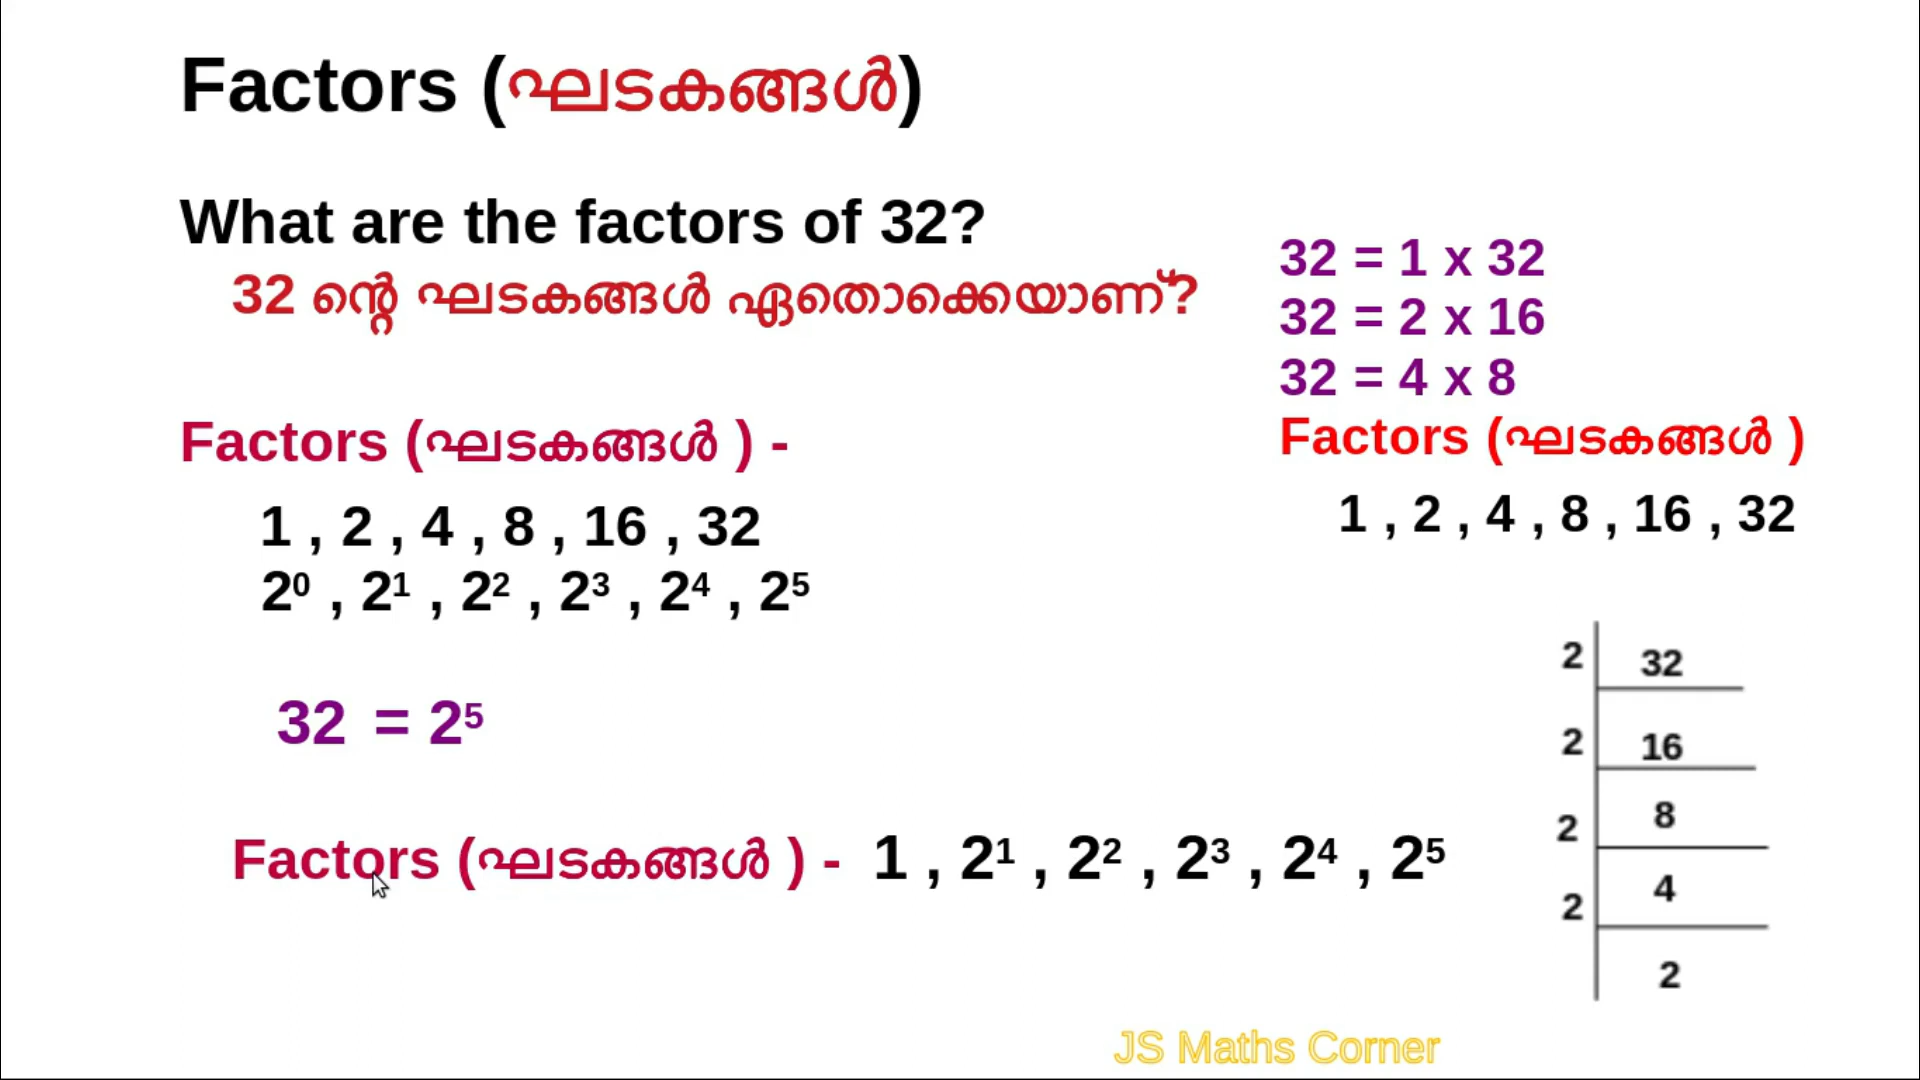 Factors (ഘടകങ്ങൾ)
What are the factors of 32?
32 ന്റെ ഘടകങ്ങൾ ഏതൊക്കെയാണ്?
32 = 1 x 32
32 = 2 x 16
32 = 4 x 8
Factors (ഘടകങ്ങൾ )
1 , 2 , 4 , 8 , 16 , 32
Factors (ഘടകങ്ങൾ ) -
1 , 2 , 4 , 8 , 16 , 32
2⁰ , 2¹ , 2² , 2³ , 2⁴ , 2⁵
32 = 2⁵
Factors (ഘടകങ്ങൾ ) - 1 , 2¹ , 2² , 2³ , 2⁴ , 2⁵
2 32
2 16
2 8
2 4
2
JS Maths Corner